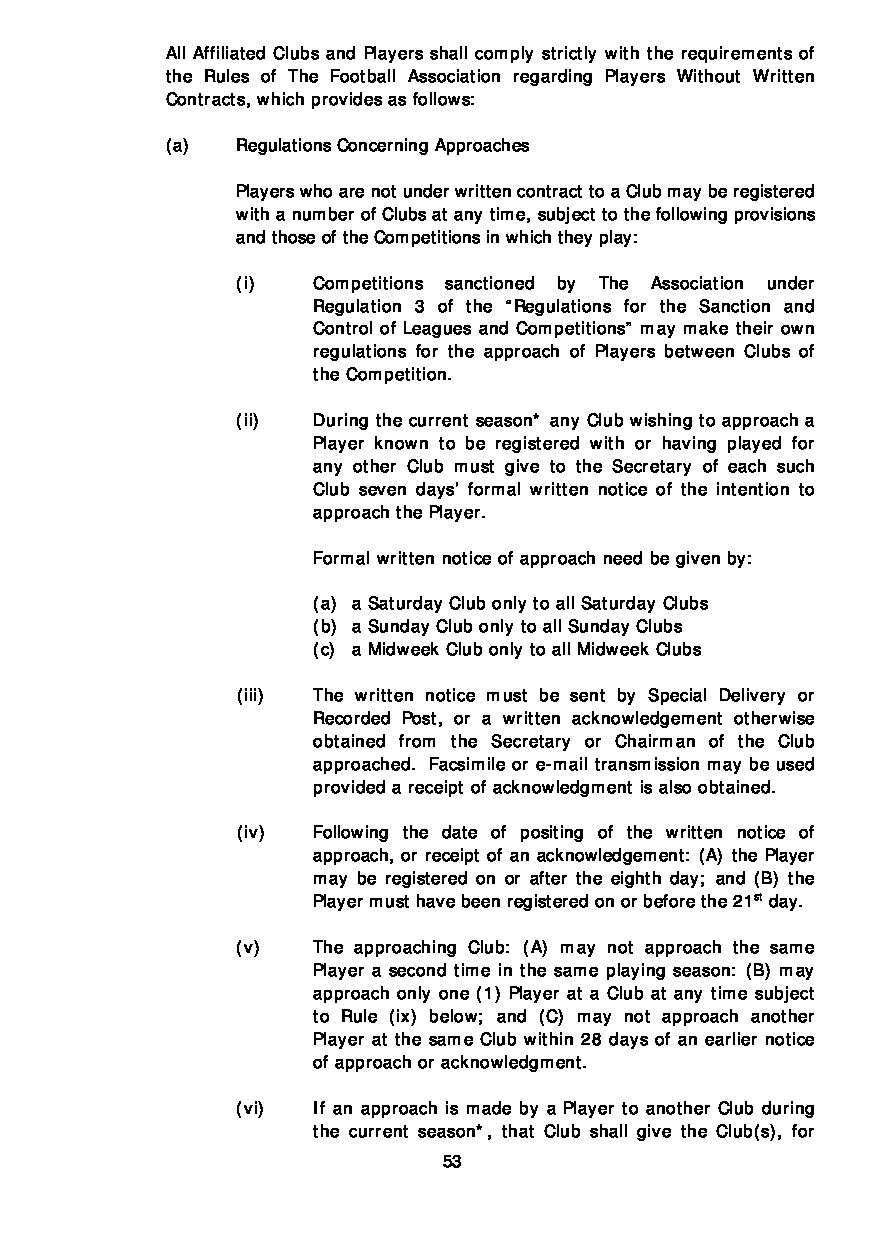 All Affiliated Clubs and Players shall comply strictly with the requirements of
the Rules of The Football Association regarding Players Without Written
Contracts, which provides as follows:
(a) Regulations Concerning Approaches
Players who are not under written contract to a Club may be registered
with a number of Clubs at any time, subject to the following provisions
and those of the Competitions in which they play:
(i) Competitions sanctioned by The Association under
Regulation 3 of the “Regulations for the Sanction and
Control of Leagues and Competitions” may make their own
regulations for the approach of Players between Clubs of
the Competition.
(ii) During the current season* any Club wishing to approach a
Player known to be registered with or having played for
any other Club must give to the Secretary of each such
Club seven days’ formal written notice of the intention to
approach the Player.
Formal written notice of approach need be given by:
(a) a Saturday Club only to all Saturday Clubs
(b) a Sunday Club only to all Sunday Clubs
(c) a Midweek Club only to all Midweek Clubs
(iii) The written notice must be sent by Special Delivery or
Recorded Post, or a written acknowledgement otherwise
obtained from the Secretary or Chairman of the Club
approached. Facsimile or e-mail transmission may be used
provided a receipt of acknowledgment is also obtained.
(iv) Following the date of positing of the written notice of
approach, or receipt of an acknowledgement: (A) the Player
may be registered on or after the eighth day; and (B) the
Player must have been registered on or before the 21st day.
(v) The approaching Club: (A) may not approach the same
Player a second time in the same playing season: (B) may
approach only one (1) Player at a Club at any time subject
to Rule (ix) below; and (C) may not approach another
Player at the same Club within 28 days of an earlier notice
of approach or acknowledgment.
(vi) If an approach is made by a Player to another Club during
the current season*, that Club shall give the Club(s), for
53